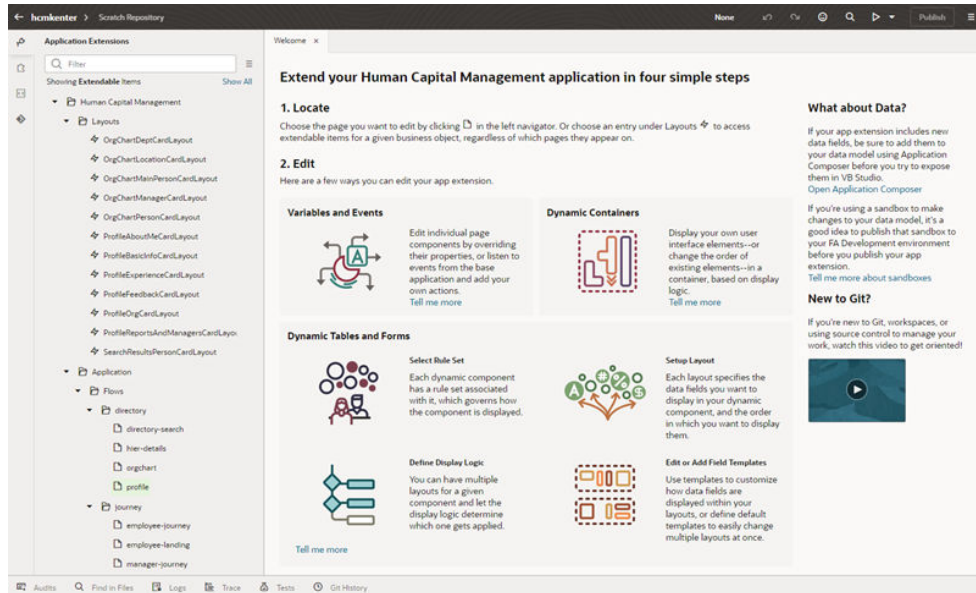 hcmkenter > Scratch Repository
None
Publish
Application Extensions
Filter
Showing Extendable Items
Show All
Human Capital Management
Layouts
OrgChartDeptCardLayout
OrgChartLocationCardLayout
OrgChartMainPersonCardLayout
OrgChartManagerCardLayout
OrgChartPersonCardLayout
ProfileAboutMeCardLayout
ProfileBasicInfoCardLayout
ProfileExperienceCardLayout
ProfileFeedbackCardLayout
ProfileOrgCardLayout
ProfileReportsAndManagersCardLayou
SearchResultsPersonCardLayout
Application
Flows
directory
directory-search
hier-details
orgchart
profile
journey
employee-journey
employee-landing
manager-journey
Welcome ×
Extend your Human Capital Management application in four simple steps
1. Locate
Choose the page you want to edit by clicking in the left navigator. Or choose an entry under Layouts to access
extendable items for a given business object, regardless of which pages they appear on.
2. Edit
Here are a few ways you can edit your app extension.
Variables and Events
Edit individual page
components by overriding
their properties, or listen to
events from the base
application and add your
own actions.
Tell me more
Dynamic Containers
Display your own user
interface elements--or
change the order of
existing elements--in a
container, based on display
logic.
Tell me more
Dynamic Tables and Forms
Select Rule Set
Each dynamic component
has a rule set associated
with it, which governs how
the component is displayed.
Setup Layout
Each layout specifies the
data fields you want to
display in your dynamic
component, and the order
in which you want to display
them.
Define Display Logic
You can have multiple
layouts for a given
component and let the
display logic determine
which one gets applied.
Edit or Add Field Templates
Use templates to customize
how data fields are
displayed within your
layouts, or define default
templates to easily change
multiple layouts at once.
Tell me more
What about Data?
If your app extension includes new
data fields, be sure to add them to
your data model using Application
Composer before you try to expose
them in VB Studio.
Open Application Composer
If you're using a sandbox to make
changes to your data model, it's a
good idea to publish that sandbox to
your FA Development environment
before you publish your app
extension.
Tell me more about sandboxes
New to Git?
If you're new to Git, workspaces, or
using source control to manage your
work, watch this video to get oriented!
Audits
Find in Files
Logs
Trace
Tests
Git History